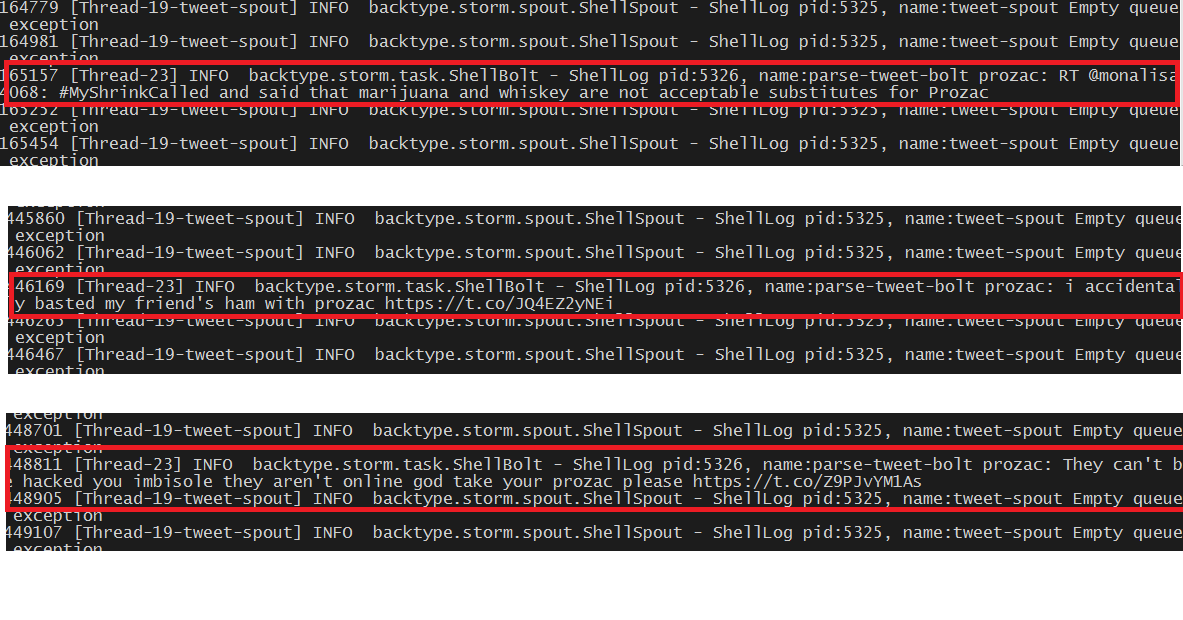 164779 [Thread-19-tweet-spout] INFO  backtype.storm.spout.ShellSpout - ShellLog pid:5325, name:tweet-spout Empty queue
exception
164981 [Thread-19-tweet-spout] INFO  backtype.storm.spout.ShellSpout - ShellLog pid:5325, name:tweet-spout Empty queue
exception
165157 [Thread-23] INFO  backtype.storm.task.ShellBolt - ShellLog pid:5326, name:parse-tweet-bolt prozac: RT @monalisa
4068: #MyShrinkCalled and said that marijuana and whiskey are not acceptable substitutes for Prozac
165252 [Thread-19-tweet-spout] INFO  backtype.storm.spout.ShellSpout - ShellLog pid:5325, name:tweet-spout Empty queue
exception
165454 [Thread-19-tweet-spout] INFO  backtype.storm.spout.ShellSpout - ShellLog pid:5325, name:tweet-spout Empty queue
exception
exception
445860 [Thread-19-tweet-spout] INFO  backtype.storm.spout.ShellSpout - ShellLog pid:5325, name:tweet-spout Empty queue
exception
446062 [Thread-19-tweet-spout] INFO  backtype.storm.spout.ShellSpout - ShellLog pid:5325, name:tweet-spout Empty queue
exception
46169 [Thread-23] INFO  backtype.storm.task.ShellBolt - ShellLog pid:5326, name:parse-tweet-bolt prozac: i accidental
y basted my friend's ham with prozac https://t.co/JQ4EZ2yNEi
446265 [Thread-19-tweet-spout] INFO  backtype.storm.spout.ShellSpout - ShellLog pid:5325, name:tweet-spout Empty queue
exception
446467 [Thread-19-tweet-spout] INFO  backtype.storm.spout.ShellSpout - ShellLog pid:5325, name:tweet-spout Empty queue
exception
exception
448701 [Thread-19-tweet-spout] INFO  backtype.storm.spout.ShellSpout - ShellLog pid:5325, name:tweet-spout Empty queue
exception
448811 [Thread-23] INFO  backtype.storm.task.ShellBolt - ShellLog pid:5326, name:parse-tweet-bolt prozac: They can't b
e hacked you imbisole they aren't online god take your prozac please https://t.co/Z9PJvYM1As
448905 [Thread-19-tweet-spout] INFO  backtype.storm.spout.ShellSpout - ShellLog pid:5325, name:tweet-spout Empty queue
exception
449107 [Thread-19-tweet-spout] INFO  backtype.storm.spout.ShellSpout - ShellLog pid:5325, name:tweet-spout Empty queue
exception